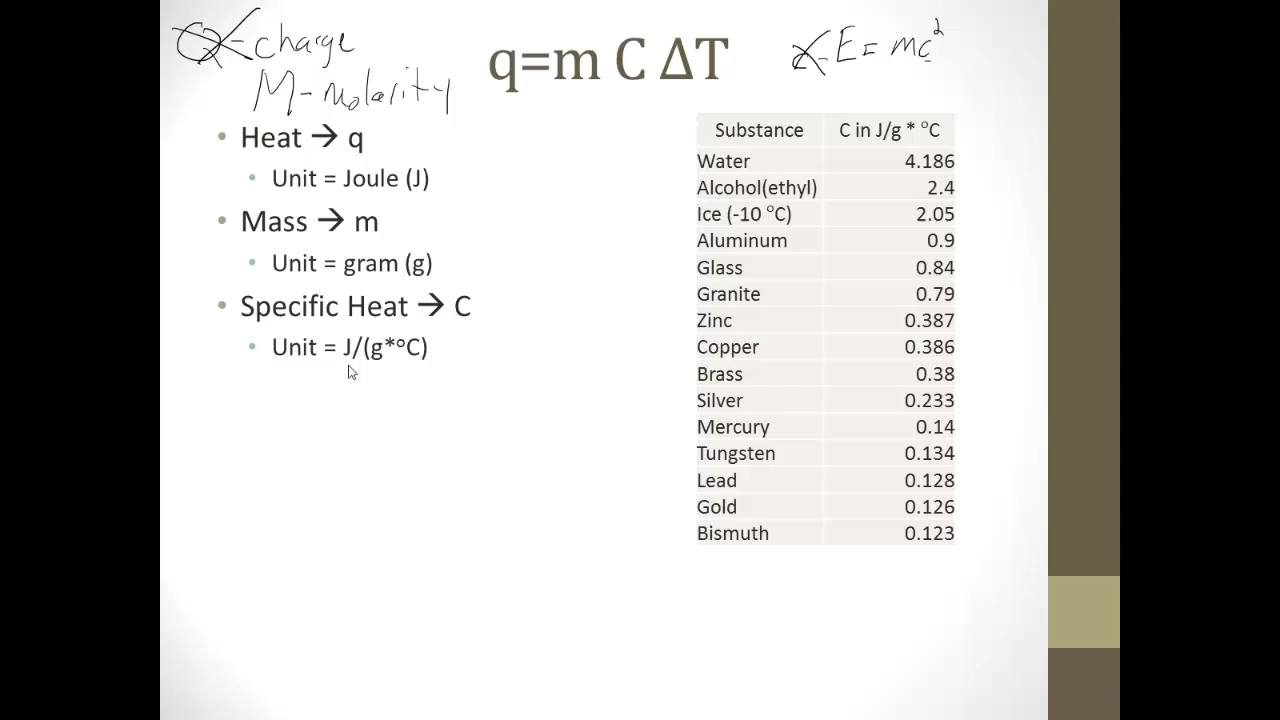 Q - charge
M - molarity
q=m C ΔT
E = mc²
• Heat → q
• Unit = Joule (J)
• Mass → m
• Unit = gram (g)
• Specific Heat → C
• Unit = J/(g*°C)
Substance C in J/g * °C
Water 4.186
Alcohol(ethyl) 2.4
Ice (-10 °C) 2.05
Aluminum 0.9
Glass 0.84
Granite 0.79
Zinc 0.387
Copper 0.386
Brass 0.38
Silver 0.233
Mercury 0.14
Tungsten 0.134
Lead 0.128
Gold 0.126
Bismuth 0.123